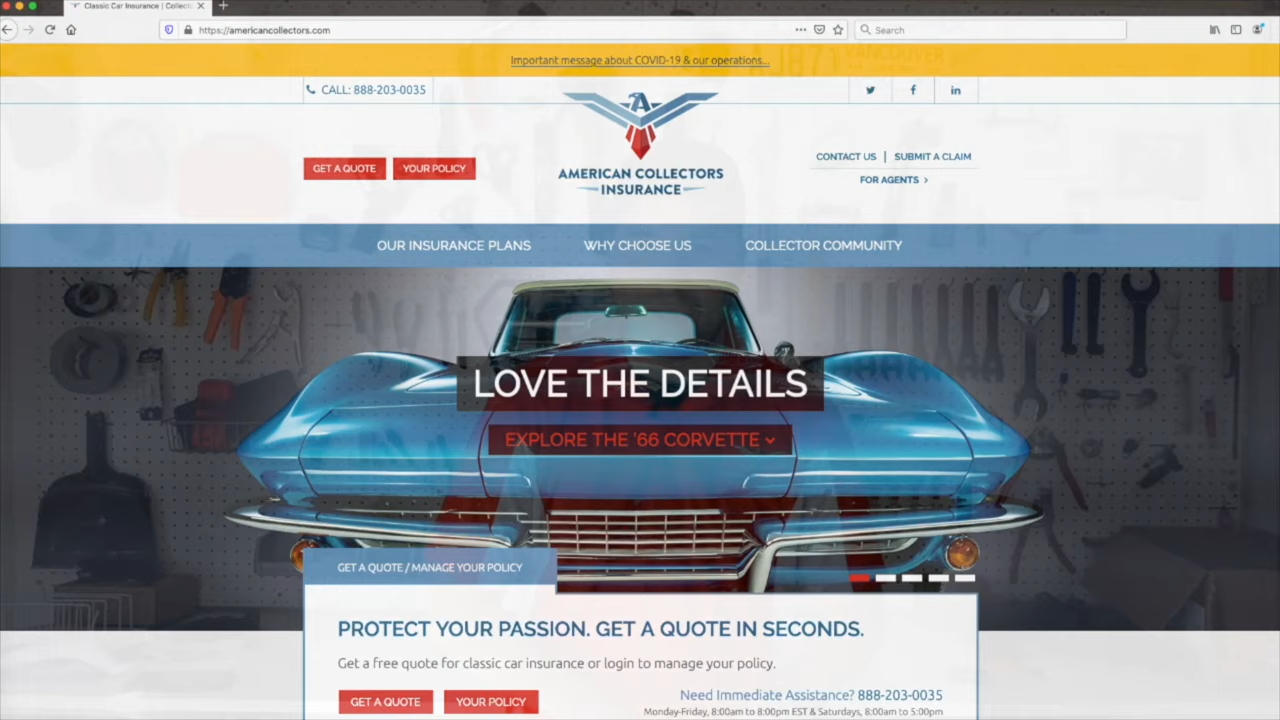 Classic Car Insurance | Collect
https://americancollectors.com
Search
Important message about COVID-19 & our operations...
CALL: 888-203-0035
AMERICAN COLLECTORS
INSURANCE
GET A QUOTE
YOUR POLICY
CONTACT US | SUBMIT A CLAIM
FOR AGENTS >
OUR INSURANCE PLANS
WHY CHOOSE US
COLLECTOR COMMUNITY
LOVE THE DETAILS
EXPLORE THE '66 CORVETTE
GET A QUOTE / MANAGE YOUR POLICY
PROTECT YOUR PASSION. GET A QUOTE IN SECONDS.
Get a free quote for classic car insurance or login to manage your policy.
GET A QUOTE
YOUR POLICY
Need Immediate Assistance? 888-203-0035
Monday-Friday, 8:00am to 8:00pm EST & Saturdays, 8:00am to 5:00pm